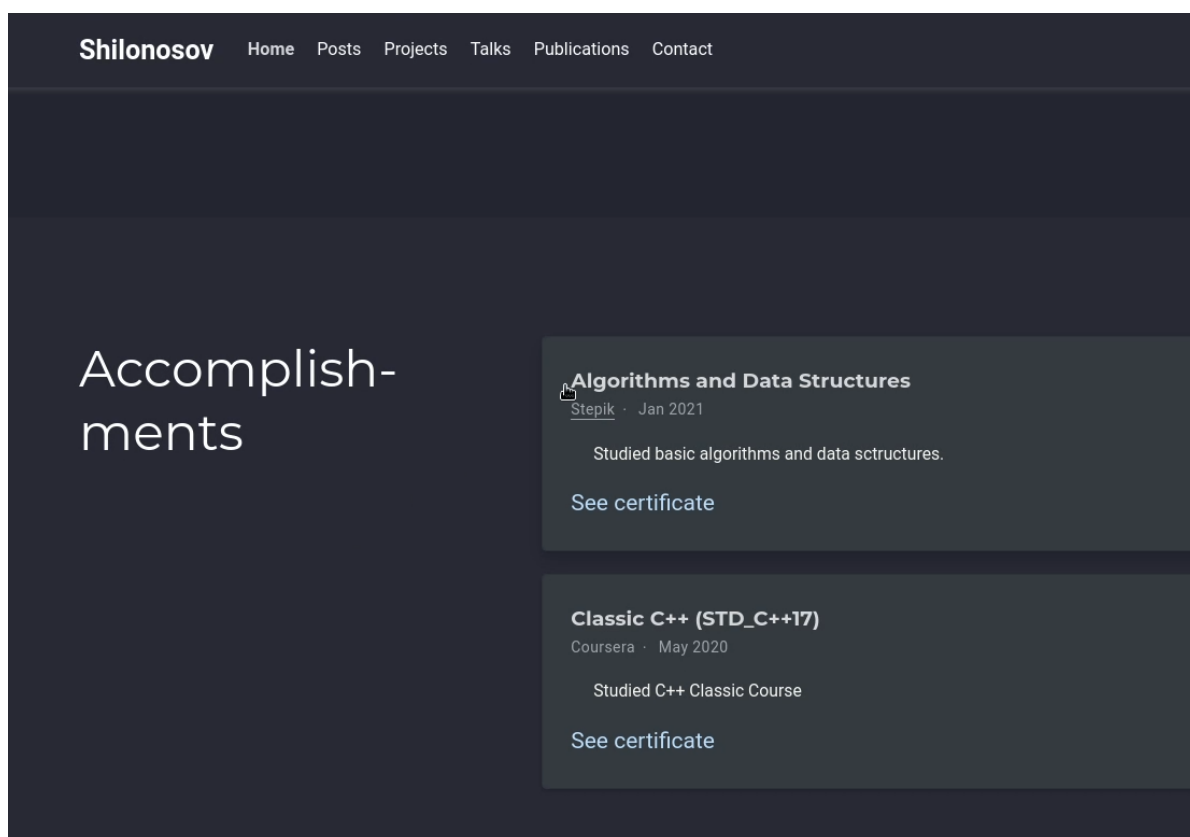 Shilonosov Home Posts Projects Talks Publications Contact
Accomplish-
ments
Algorithms and Data Structures
Stepik · Jan 2021
Studied basic algorithms and data sctructures.
See certificate
Classic C++ (STD_C++17)
Coursera · May 2020
Studied C++ Classic Course
See certificate